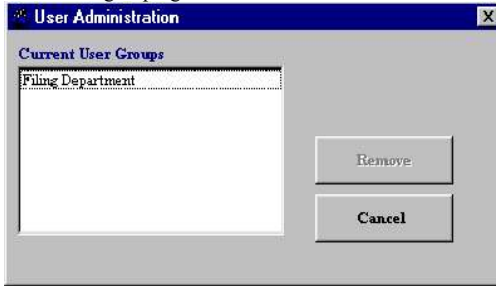 User Administration
Current User Groups
Filing Department
Remove
Cancel